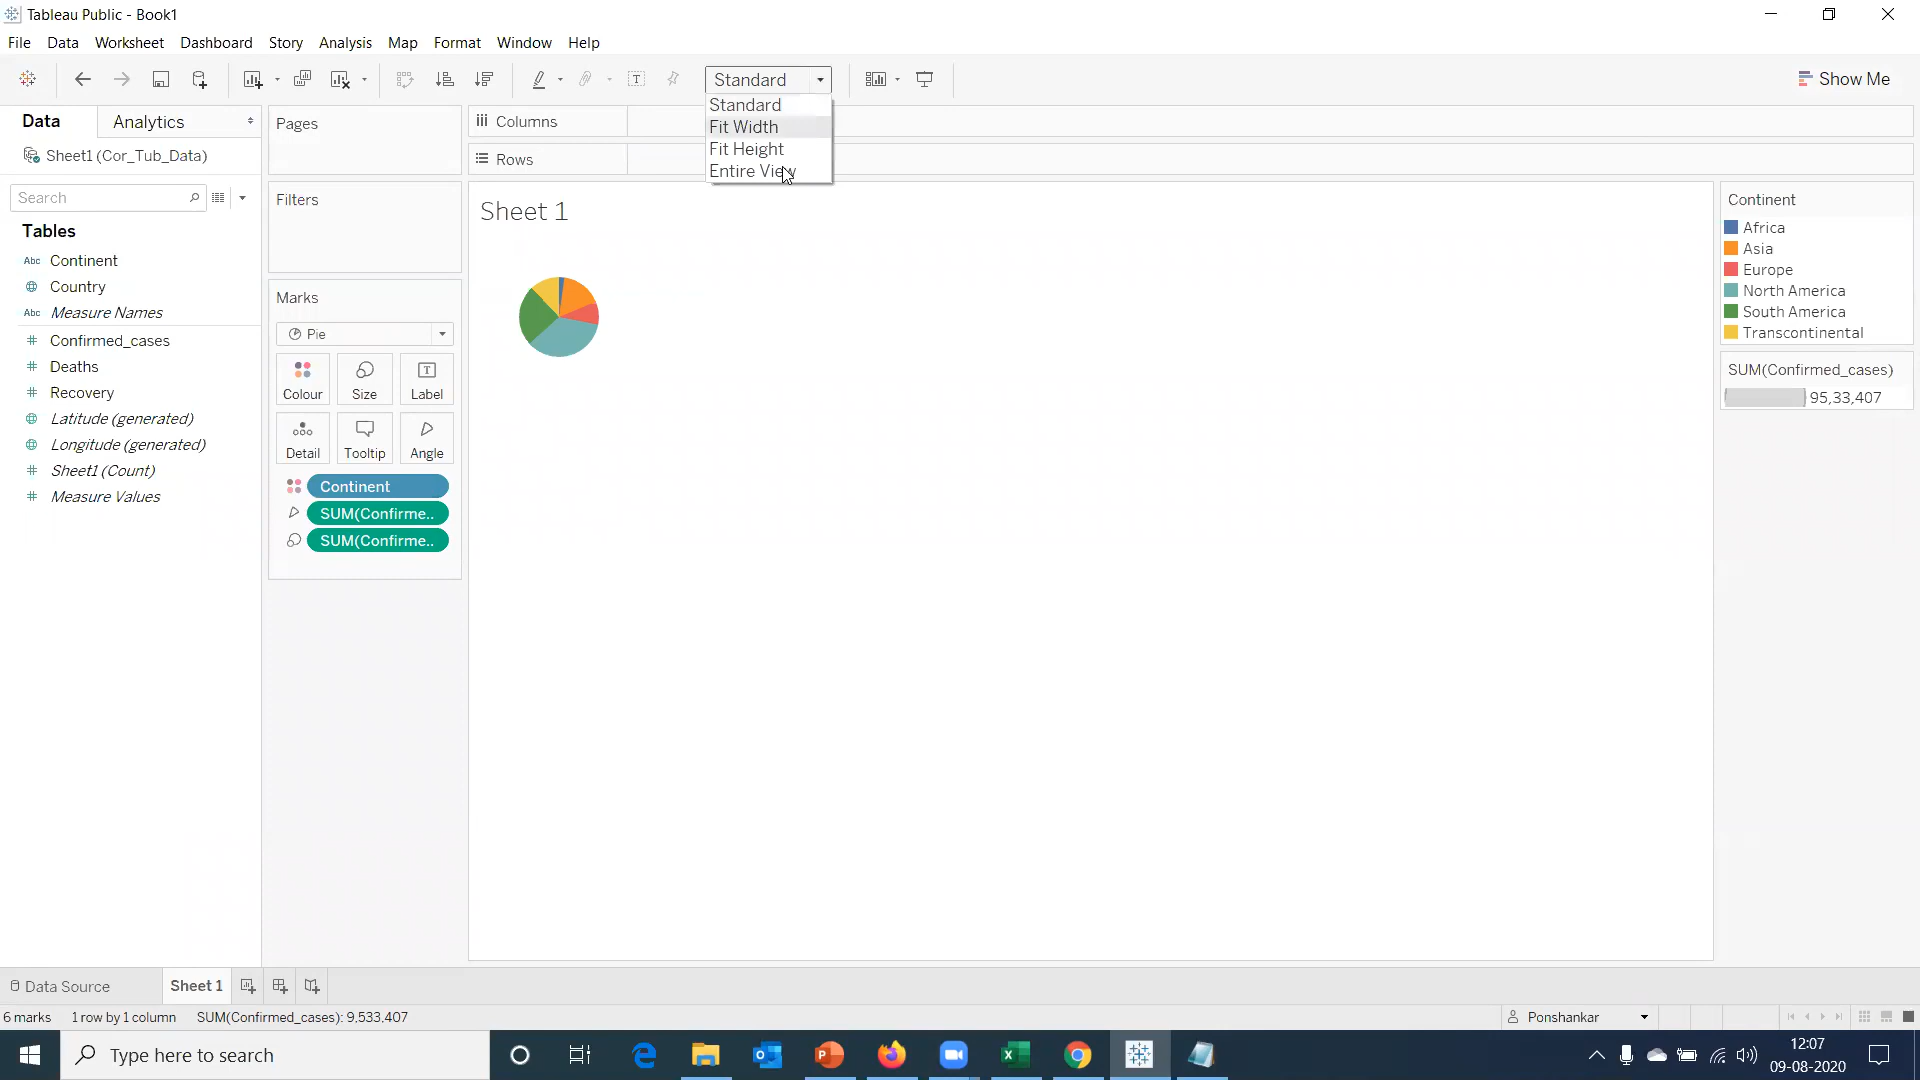 Tableau Public - Book1
File Data Worksheet Dashboard Story Analysis Map Format Window Help
Standard
Show Me
Standard
Fit Width
Fit Height
Entire View
Data
Analytics
Sheet1 (Cor_Tub_Data)
Search
Tables
Abc Continent
Country
Abc Measure Names
# Confirmed_cases
# Deaths
# Recovery
Latitude (generated)
Longitude (generated)
# Sheet1 (Count)
# Measure Values
Pages
Filters
Marks
Pie
Colour Size Label
Detail Tooltip Angle
Continent
SUM(Confirme..
SUM(Confirme..
Columns
Rows
Sheet 1
Continent
Africa
Asia
Europe
North America
South America
Transcontinental
SUM(Confirmed_cases)
95,33,407
Data Source
Sheet 1
6 marks 1 row by 1 column SUM(Confirmed_cases): 9,533,407
Ponshankar
Type here to search
12:07
09-08-2020